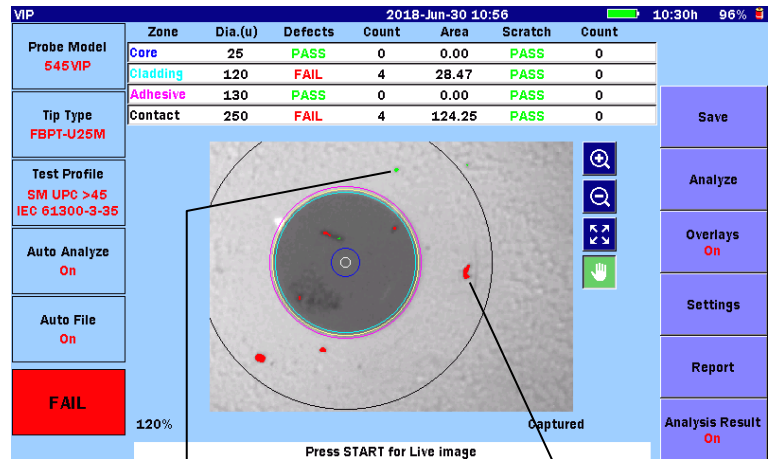 VIP 2018-Jun-30 10:56 10:30h 96%
Zone Dia.(u) Defects Count Area Scratch Count
Core 25 PASS 0 0.00 PASS 0
Cladding 120 FAIL 4 28.47 PASS 0
Adhesive 130 PASS 0 0.00 PASS 0
Contact 250 FAIL 4 124.25 PASS 0
Probe Model
545VIP
Tip Type
FBPT-U25M
Test Profile
SM UPC >45
IEC 61300-3-35
Auto Analyze
On
Auto File
On
FAIL
120%
Captured
Press START for Live image
Save
Analyze
Overlays
On
Settings
Report
Analysis Result
On